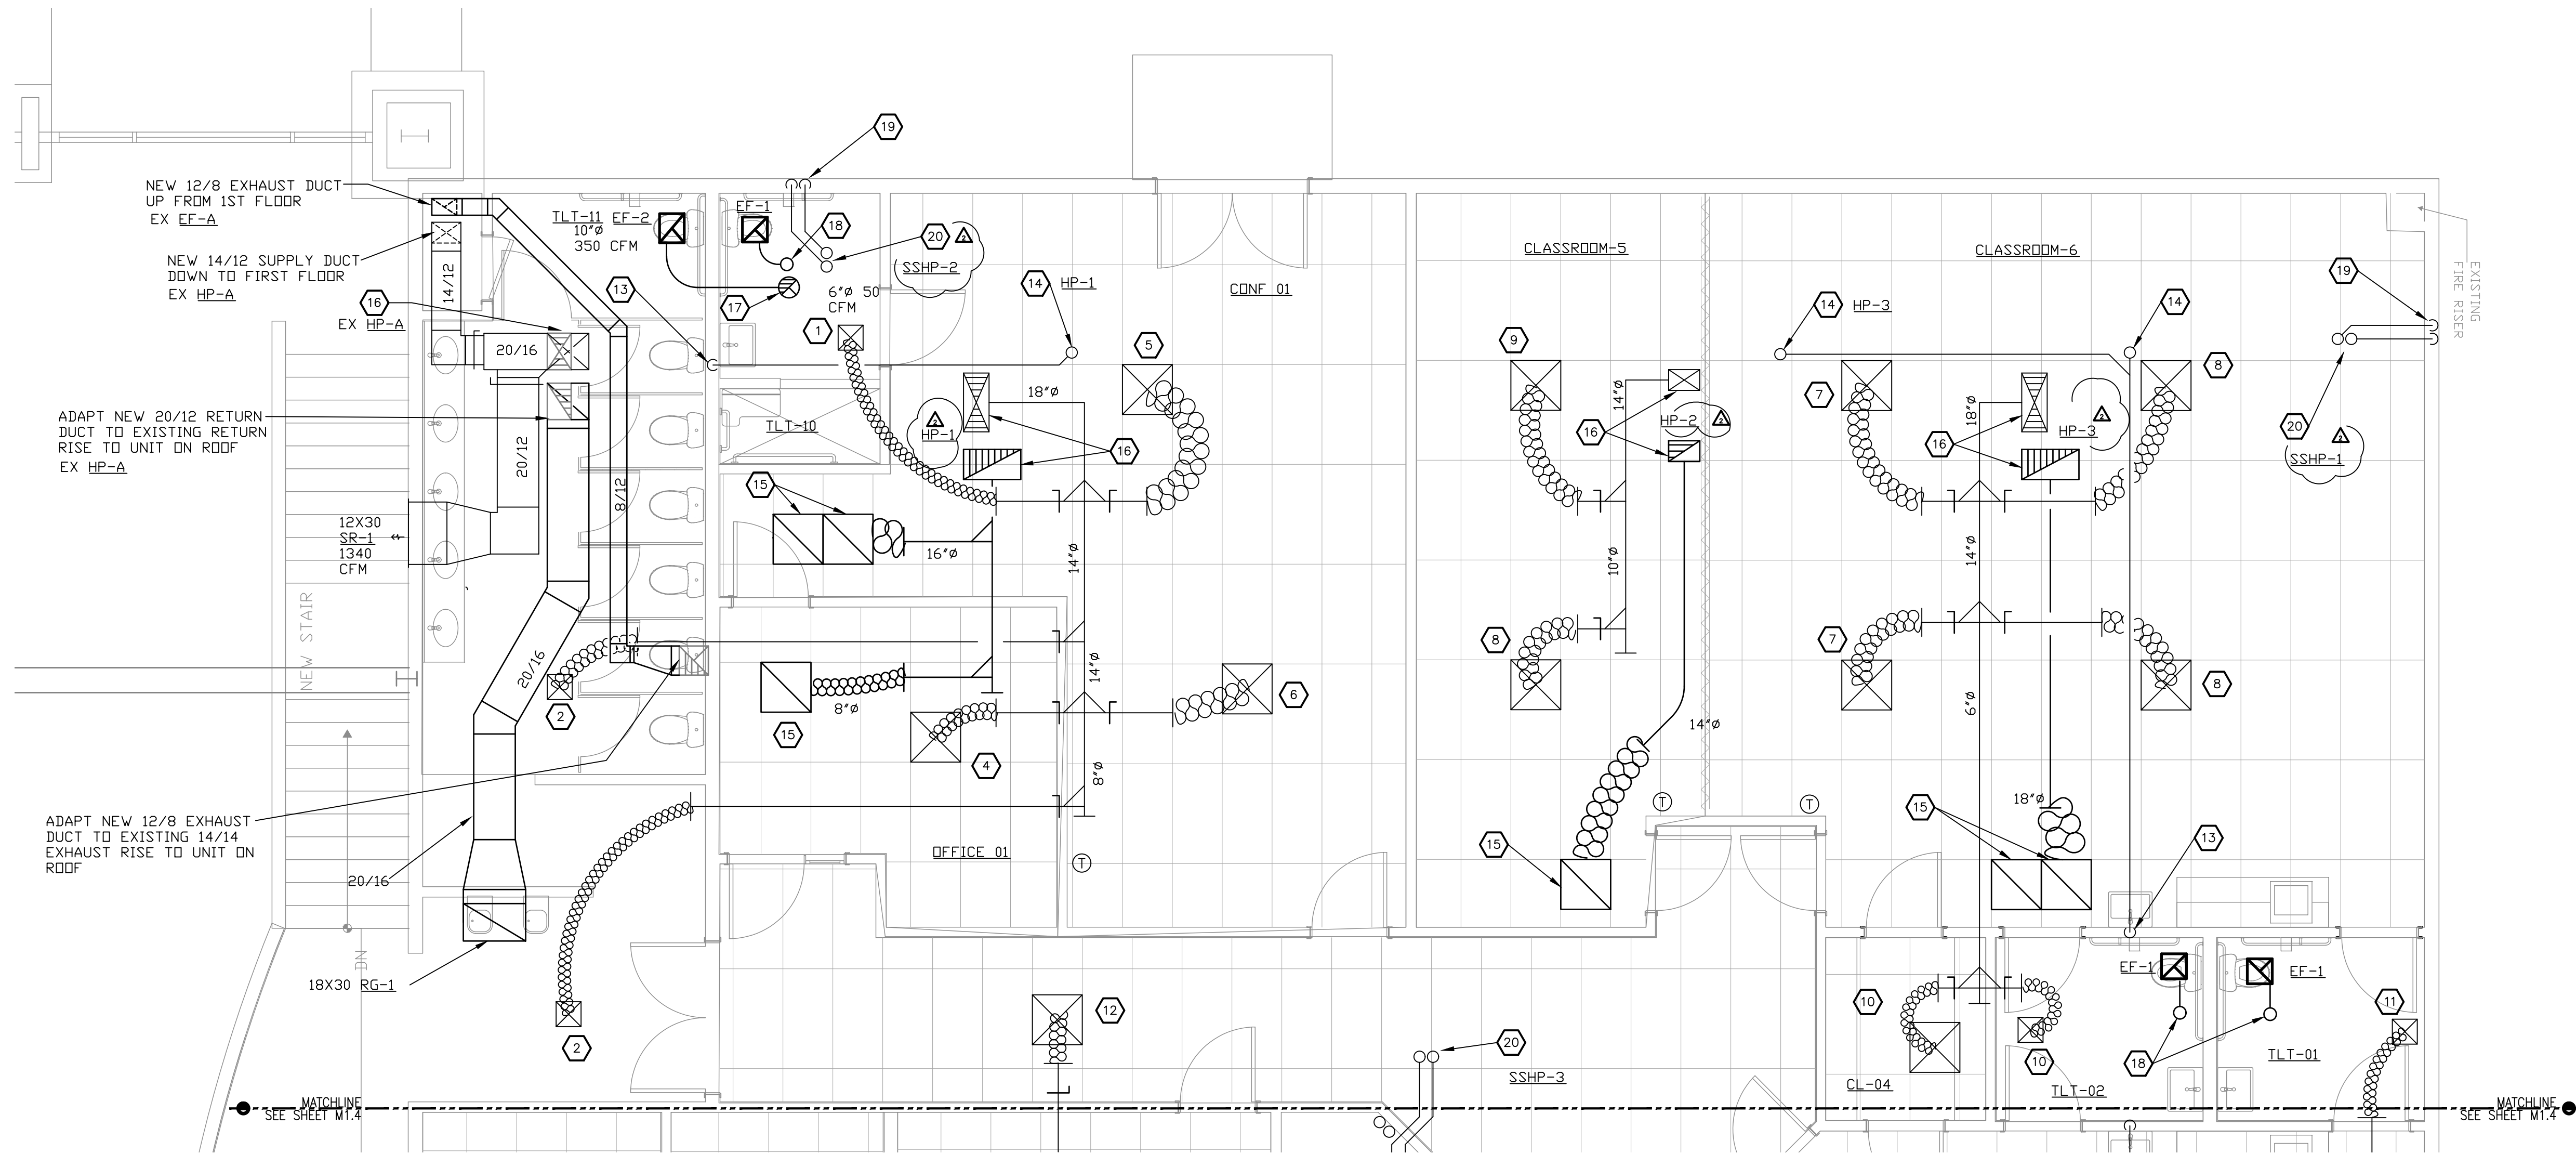 19
NEW 12/8 EXHAUST DUCT
UP FROM 1ST FLOOR
EX EF-A
TLT-11 EF-2
10"Ø
350 CFM
EF-1
18
20
2
SSHP-2
NEW 14/12 SUPPLY DUCT
DOWN TO FIRST FLOOR
EX HP-A
16
EX HP-A
14/12
13
17
6"Ø 50
CFM
1
14
HP-1
CONF 01
5
CLASSROOM-5
CLASSROOM-6
14
HP-3
14
19
EXISTING
FIRE RISER
20/16
18"Ø
9
14"Ø
16
HP-2
2
7
18"Ø
16
HP-3
2
8
20
2
SSHP-1
ADAPT NEW 20/12 RETURN
DUCT TO EXISTING RETURN
RISE TO UNIT ON ROOF
EX HP-A
20/12
8/12
TLT-10
2
HP-1
16
15
12X30
SR-1
1340
CFM
16"Ø
14"Ø
10"Ø
14"Ø
NEW STAIR
20/16
2
15
8"Ø
4
14"Ø
6
8"Ø
8
14"Ø
7
6"Ø
8
ADAPT NEW 12/8 EXHAUST
DUCT TO EXISTING 14/14
EXHAUST RISE TO UNIT ON
ROOF
20/16
OFFICE 01
T
15
T
T
15
18"Ø
13
DN
18X30 RG-1
2
12
20
SSHP-3
10
CL-04
10
TLT-02
EF-1
18
EF-1
TLT-01
11
MATCHLINE
SEE SHEET M1.4
MATCHLINE
SEE SHEET M1.4